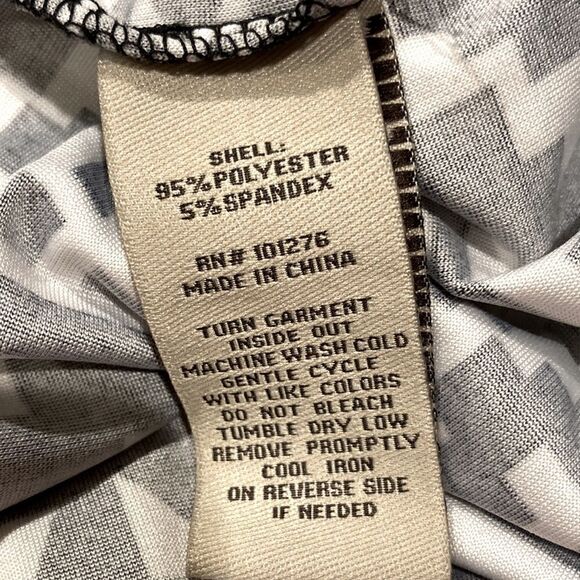 SHELL:
95% POLYESTER
5% SPANDEX
RN# 101276
MADE IN CHINA
TURN GARMENT
INSIDE OUT
MACHINE WASH COLD
GENTLE CYCLE
WITH LIKE COLORS
DO NOT BLEACH
TUMBLE DRY LOW
REMOVE PROMPTLY
COOL IRON
ON REVERSE SIDE
IF NEEDED